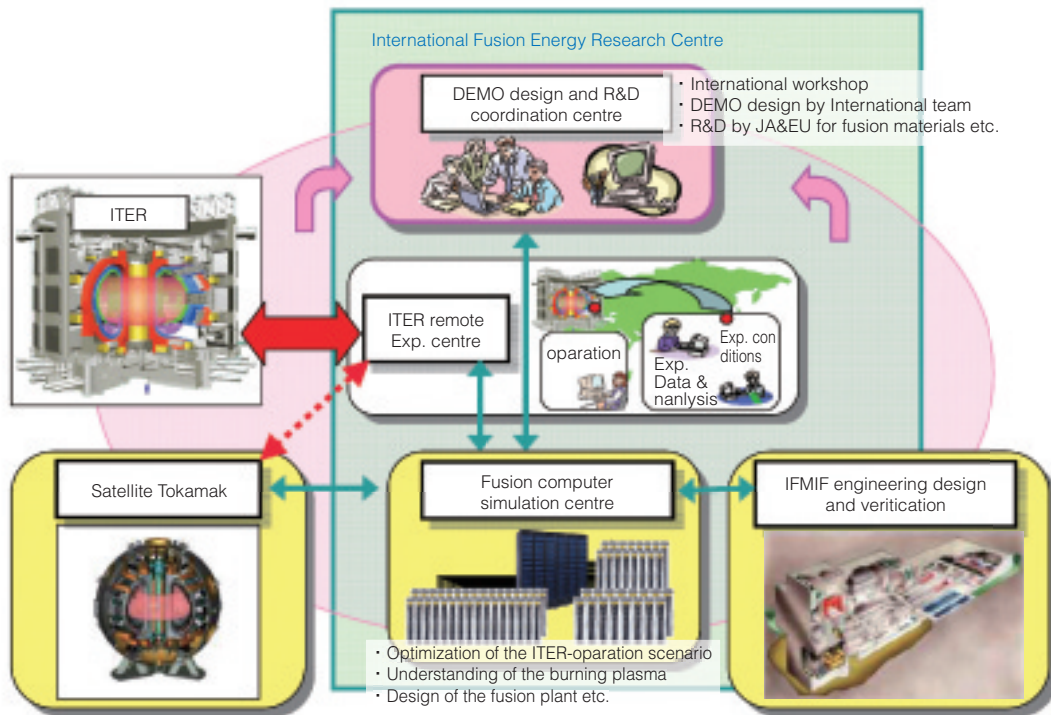 International Fusion Energy Research Centre
DEMO design and R&D
coordination centre
・International workshop
・DEMO design by International team
・R&D by JA&EU for fusion materials etc.
ITER
ITER remote
Exp. centre
oparation
Exp. con
ditions
Exp.
Data &
nanlysis
Satellite Tokamak
Fusion computer
simulation centre
IFMIF engineering design
and veritication
・Optimization of the ITER-oparation scenario
・Understanding of the burning plasma
・Design of the fusion plant etc.